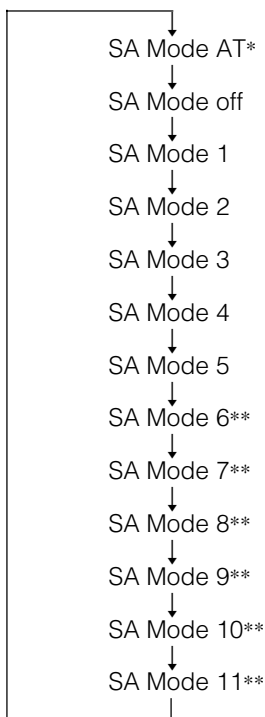 SA Mode AT*
SA Mode off
SA Mode 1
SA Mode 2
SA Mode 3
SA Mode 4
SA Mode 5
SA Mode 6**
SA Mode 7**
SA Mode 8**
SA Mode 9**
SA Mode 10**
SA Mode 11**